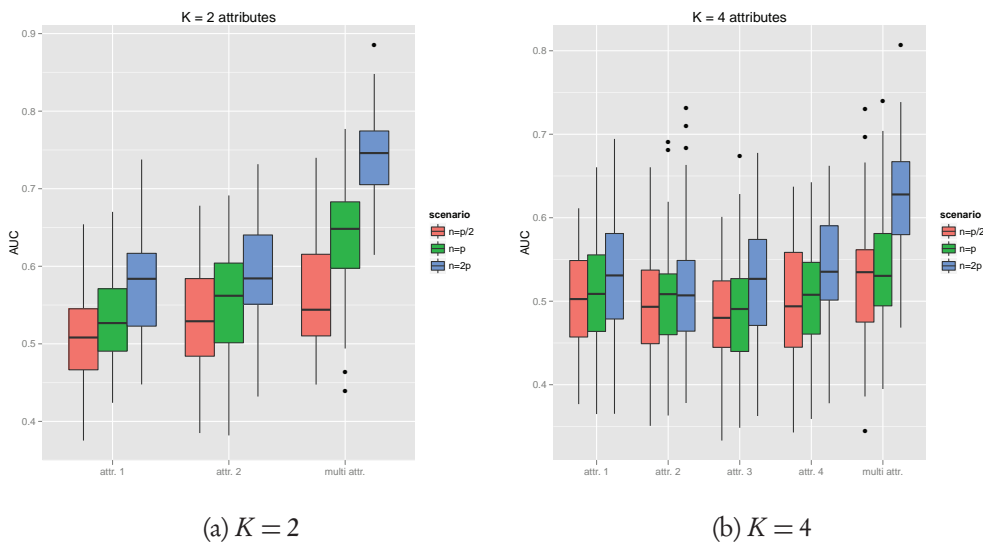 K = 2 attributes
0.9
0.8
0.7
0.6
0.5
0.4
AUC
attr. 1
attr. 2
multi attr.
scenario
n=p/2
n=p
n=2p
(a) K = 2
K = 4 attributes
0.8
0.7
0.6
0.5
0.4
AUC
attr. 1
attr. 2
attr. 3
attr. 4
multi attr.
scenario
n=p/2
n=p
n=2p
(b) K = 4